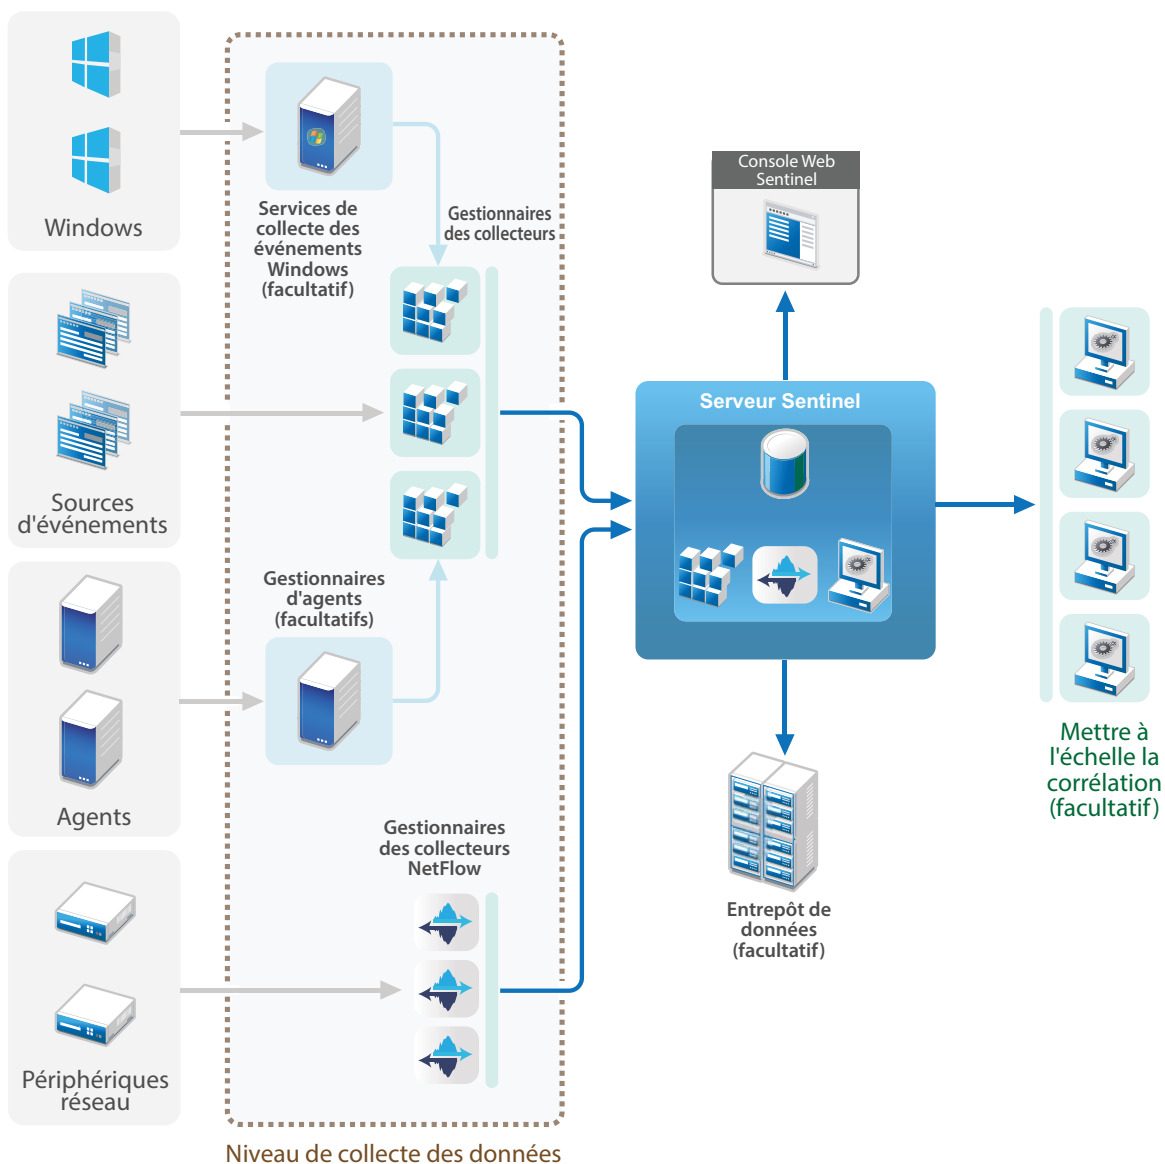 Windows
Services de
collecte des
événements
Windows
(facultatif)
Gestionnaires
des collecteurs
Console Web
Sentinel
Sources
d'événements
Serveur Sentinel
Gestionnaires
d'agents
(facultatifs)
Agents
Mettre à
l'échelle la
corrélation
(facultatif)
Gestionnaires
des collecteurs
NetFlow
Entrepôt de
données
(facultatif)
Périphériques
réseau
Niveau de collecte des données